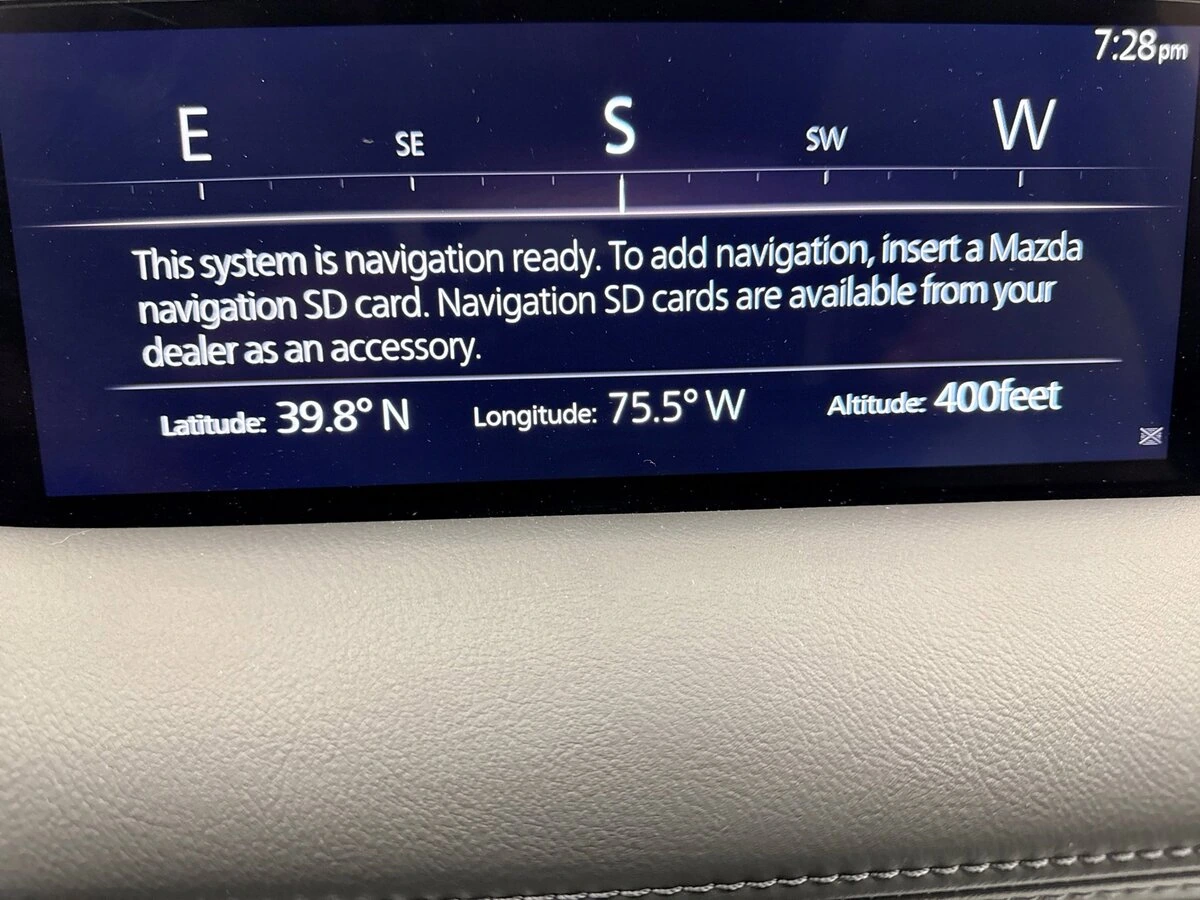 7:28pm
E SE S SW W
This system is navigation ready. To add navigation, insert a Mazda
navigation SD card. Navigation SD cards are available from your
dealer as an accessory.
Latitude: 39.8° N Longitude: 75.5° W Altitude: 400feet